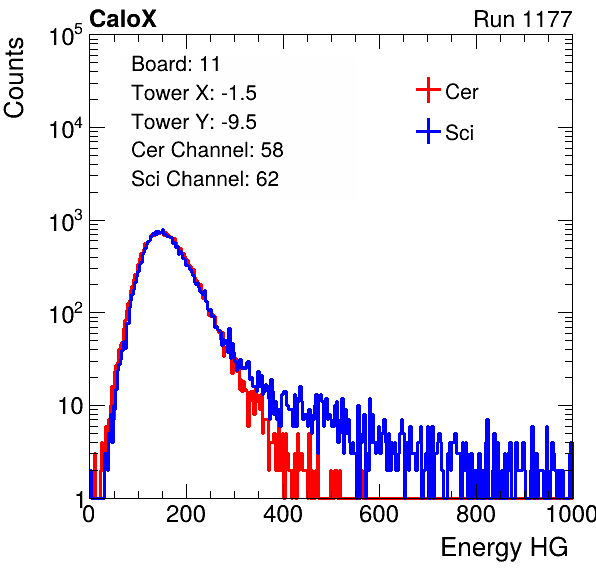 CaloX Run 1177
Counts
Board: 11
Tower X: -1.5
Tower Y: -9.5
Cer Channel: 58
Sci Channel: 62
Cer
Sci
10^5
10^4
10^3
10^2
10
1
0 200 400 600 800 1000
Energy HG